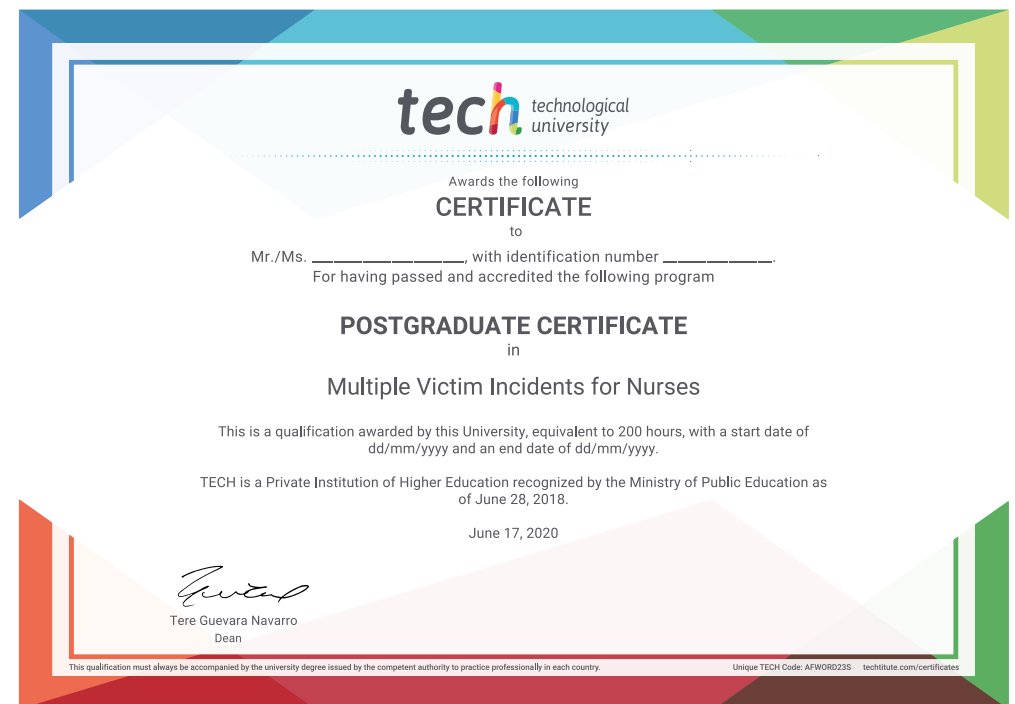 tech technological
university
Awards the following
CERTIFICATE
to
Mr./Ms. ________________, with identification number ____________.
For having passed and accredited the following program
POSTGRADUATE CERTIFICATE
in
Multiple Victim Incidents for Nurses
This is a qualification awarded by this University, equivalent to 200 hours, with a start date of
dd/mm/yyyy and an end date of dd/mm/yyyy.
TECH is a Private Institution of Higher Education recognized by the Ministry of Public Education as
of June 28, 2018.
June 17, 2020
Tere Guevara Navarro
Dean
This qualification must always be accompanied by the university degree issued by the competent authority to practice professionally in each country.
Unique TECH Code: AFWORD23S techtitute.com/certificates